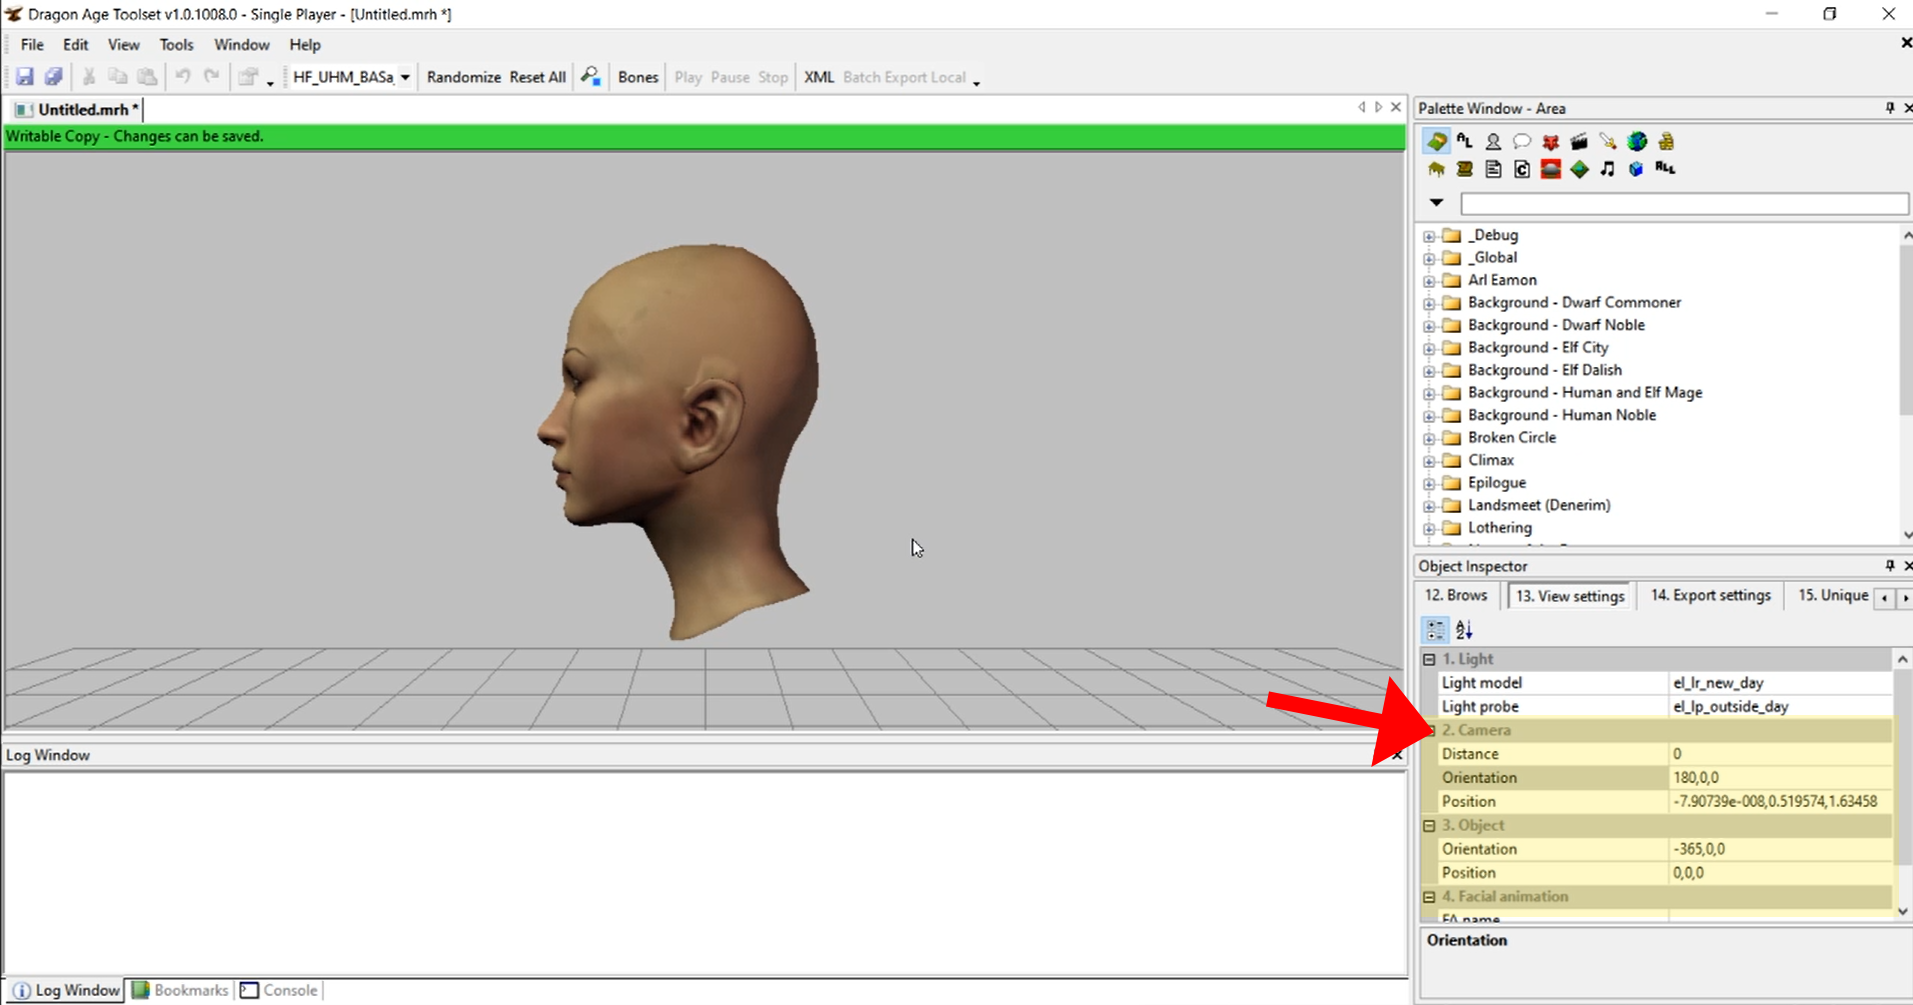 Dragon Age Toolset v1.0.1008.0 - Single Player - [Untitled.mrh *]
File Edit View Tools Window Help
HF_UHM_BASa Randomize Reset All Bones Play Pause Stop XML Batch Export Local
Untitled.mrh *
Writable Copy - Changes can be saved.
Palette Window - Area
_Debug
_Global
Arl Eamon
Background - Dwarf Commoner
Background - Dwarf Noble
Background - Elf City
Background - Elf Dalish
Background - Human and Elf Mage
Background - Human Noble
Broken Circle
Climax
Epilogue
Landsmeet (Denerim)
Lothering
Object Inspector
12. Brows 13. View settings 14. Export settings 15. Unique
1. Light
Light model el_lr_new_day
Light probe el_lp_outside_day
2. Camera
Distance 0
Orientation 180,0,0
Position -7.90739e-008,0.519574,1.63458
3. Object
Orientation -365,0,0
Position 0,0,0
4. Facial animation
FA name
Orientation
Log Window
Log Window Bookmarks Console